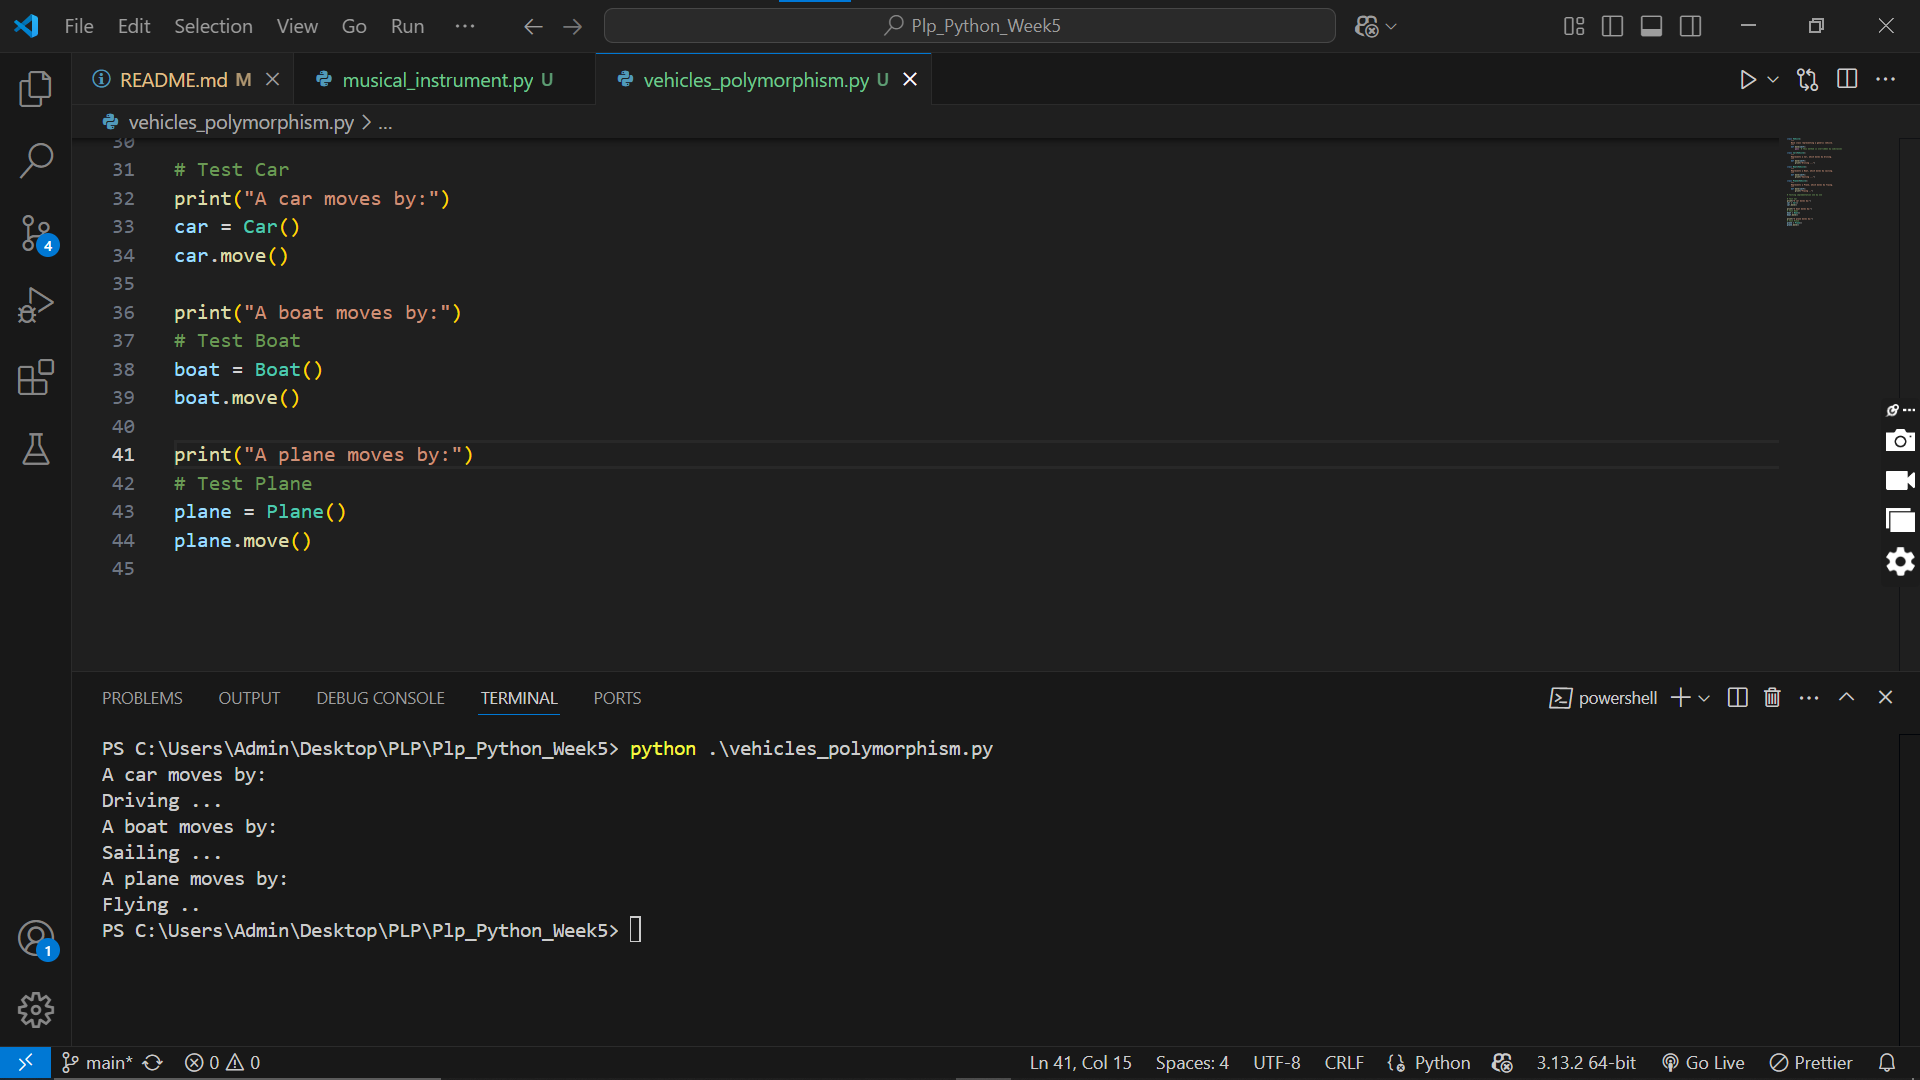 File Edit Selection View Go Run ... Plp_Python_Week5
README.md M musical_instrument.py U vehicles_polymorphism.py U
vehicles_polymorphism.py > ...
30
31 # Test Car
32 print("A car moves by:")
33 car = Car()
34 car.move()
35
36 print("A boat moves by:")
37 # Test Boat
38 boat = Boat()
39 boat.move()
40
41 print("A plane moves by:")
42 # Test Plane
43 plane = Plane()
44 plane.move()
45
4
PROBLEMS OUTPUT DEBUG CONSOLE TERMINAL PORTS powershell
PS C:\Users\Admin\Desktop\PLP\Plp_Python_Week5> python .\vehicles_polymorphism.py
A car moves by:
Driving ...
A boat moves by:
Sailing ...
A plane moves by:
Flying ..
PS C:\Users\Admin\Desktop\PLP\Plp_Python_Week5>
1
main* 0 0 Ln 41, Col 15 Spaces: 4 UTF-8 CRLF Python 3.13.2 64-bit Go Live Prettier